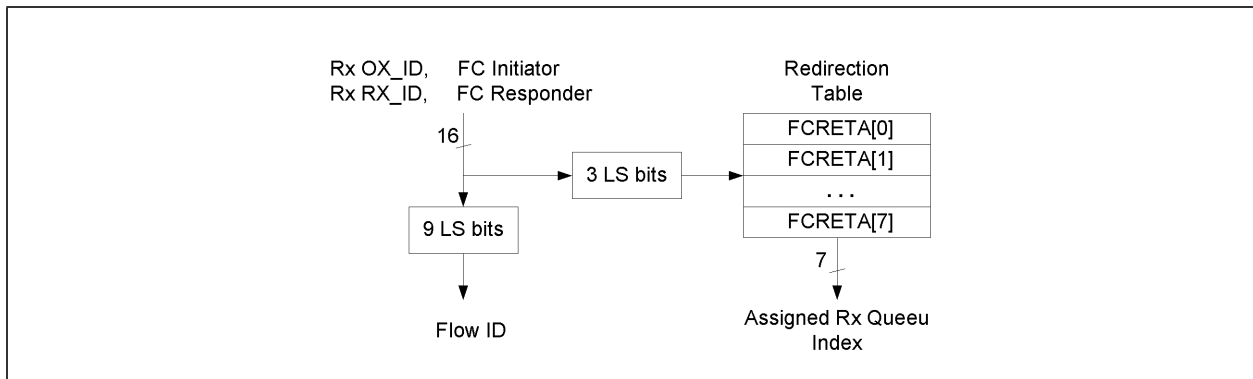 Rx OX_ID, FC Initiator
Rx RX_ID, FC Responder
Redirection
Table
FCRETA[0]
16
FCRETA[1]
3 LS bits
...
FCRETA[7]
9 LS bits
7
Flow ID
Assigned Rx Queeu
Index